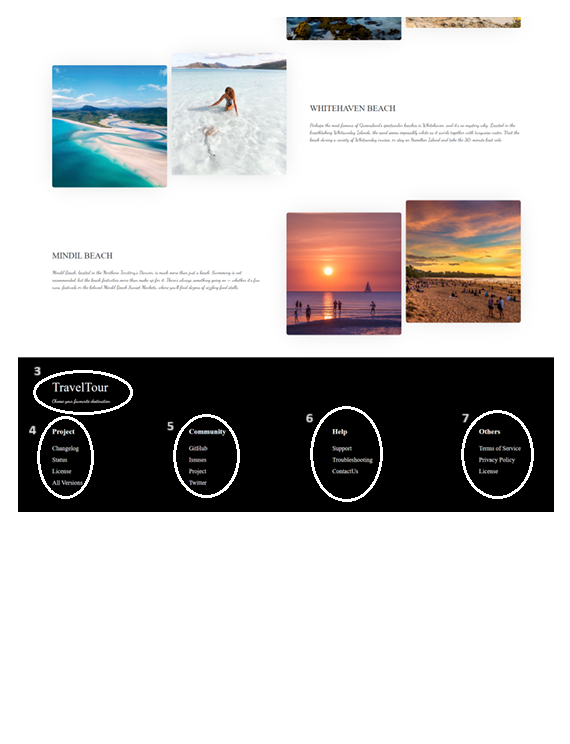 WHITEHAVEN BEACH
Perhaps the most famous of Queensland's spectacular beaches is Whitehaven, and it's no mystery why. Located in the
breathtaking Whitsunday Islands, the sand seems impossibly white as it swirls together with turquoise water. Visit the
beach during a variety of Whitsunday cruises, or stay on Hamilton Island and take the 30-minute boat ride.
MINDIL BEACH
Mindil Beach, located in the Northern Territory's Darwin, is much more than just a beach. Swimming is not
recommended, but the beach festivities more than make up for it. There's always something going on — whether it's fun
runs, festivals or the beloved Mindil Beach Sunset Markets, where you'll find dozens of sizzling food stalls.
3
TravelTour
Choose your favourite destination
4
Project
Changelog
Status
License
All Versions
5
Community
GitHub
Issuses
Project
Twitter
6
Help
Support
Troubleshooting
ContactUs
7
Others
Terms of Service
Privacy Policy
License